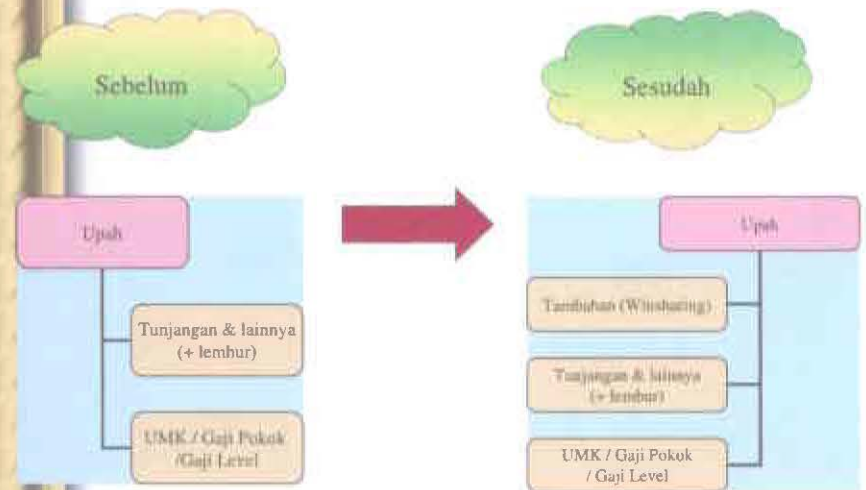 Sebelum
Sesudah
Upah
Tunjangan & lainnya
(+ lembur)
UMK / Gaji Pokok
/Gaji Level
Upah
Tambahan (Winsharing)
Tunjangan & lainnya
(+ lembur)
UMK / Gaji Pokok
/ Gaji Level